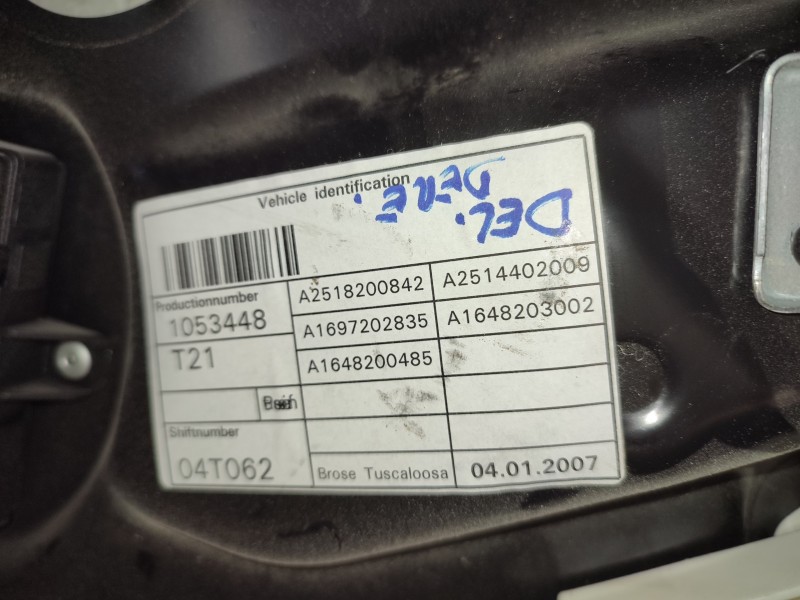 Vehicle identification
DEL.
DERE.
Productionnumber
1053448
T21
Shiftnumber
04T062
A2518200842 A2514402009
A1697202835 A1648203002
A1648200485
Brose Tuscaloosa 04.01.2007